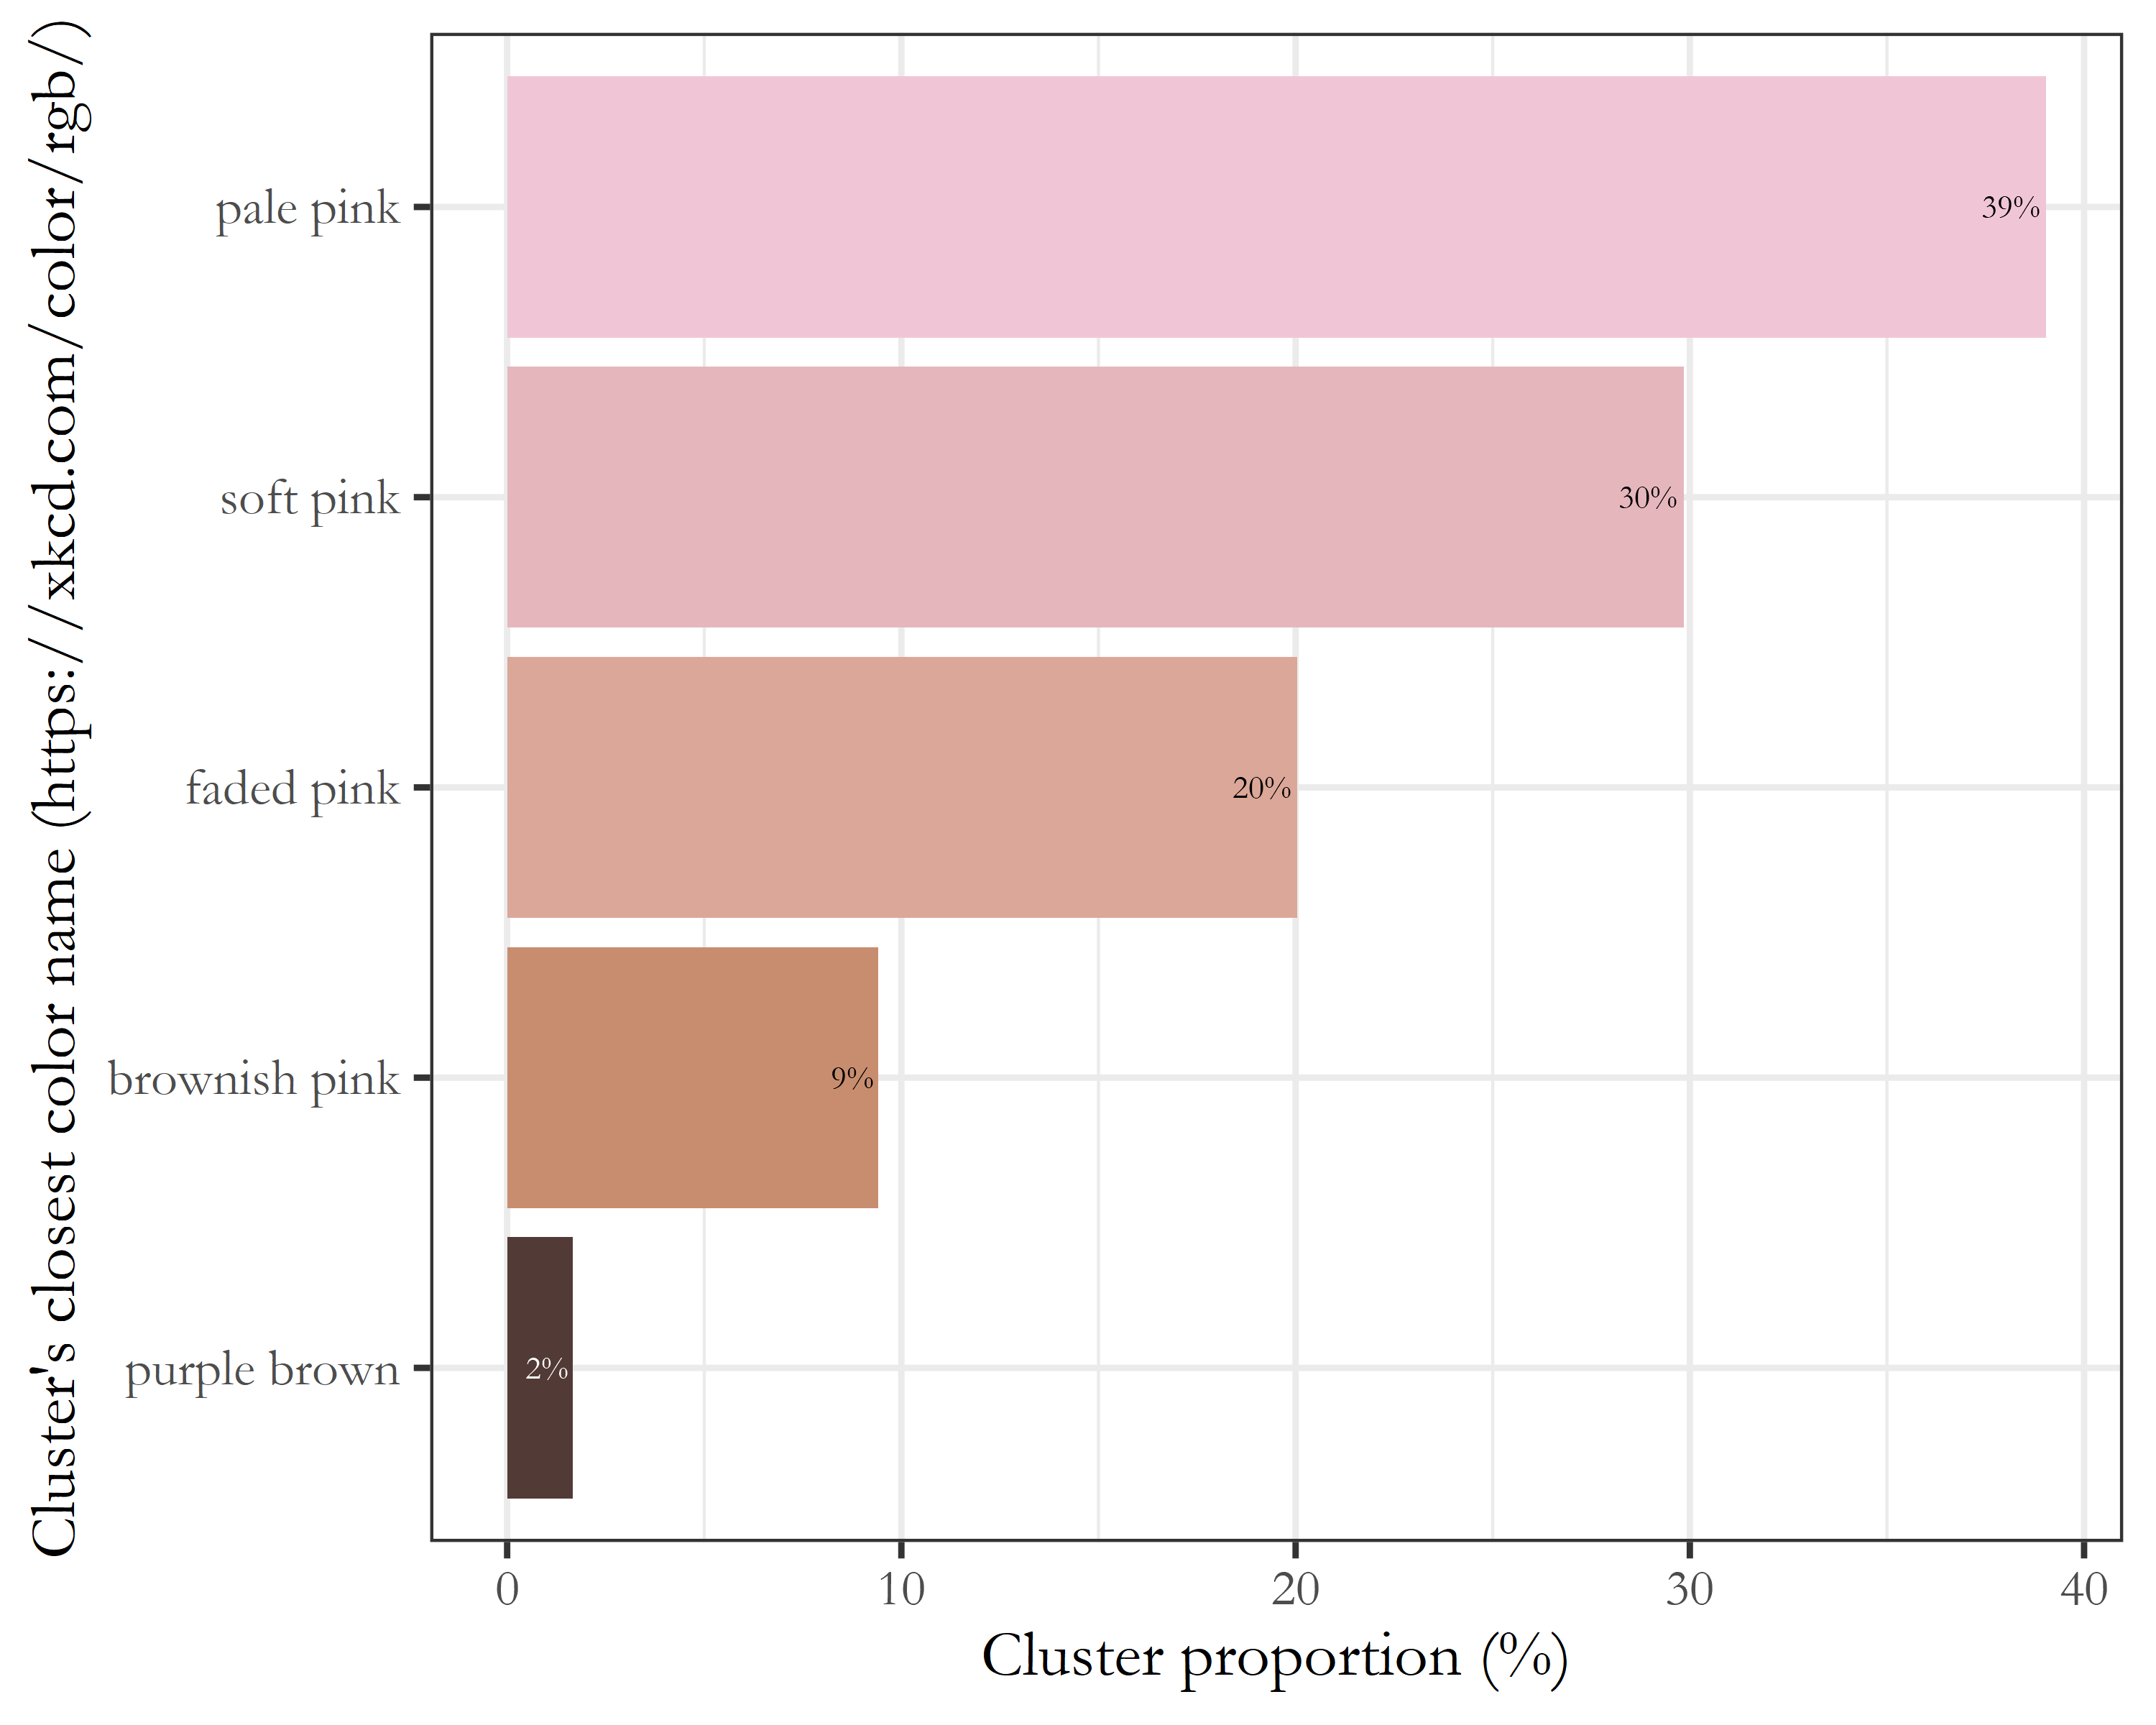 Cluster's closest color name (https://xkcd.com/color/rgb/)
pale pink
39%
soft pink
30%
faded pink
20%
brownish pink
9%
purple brown
2%
0 10 20 30 40
Cluster proportion (%)